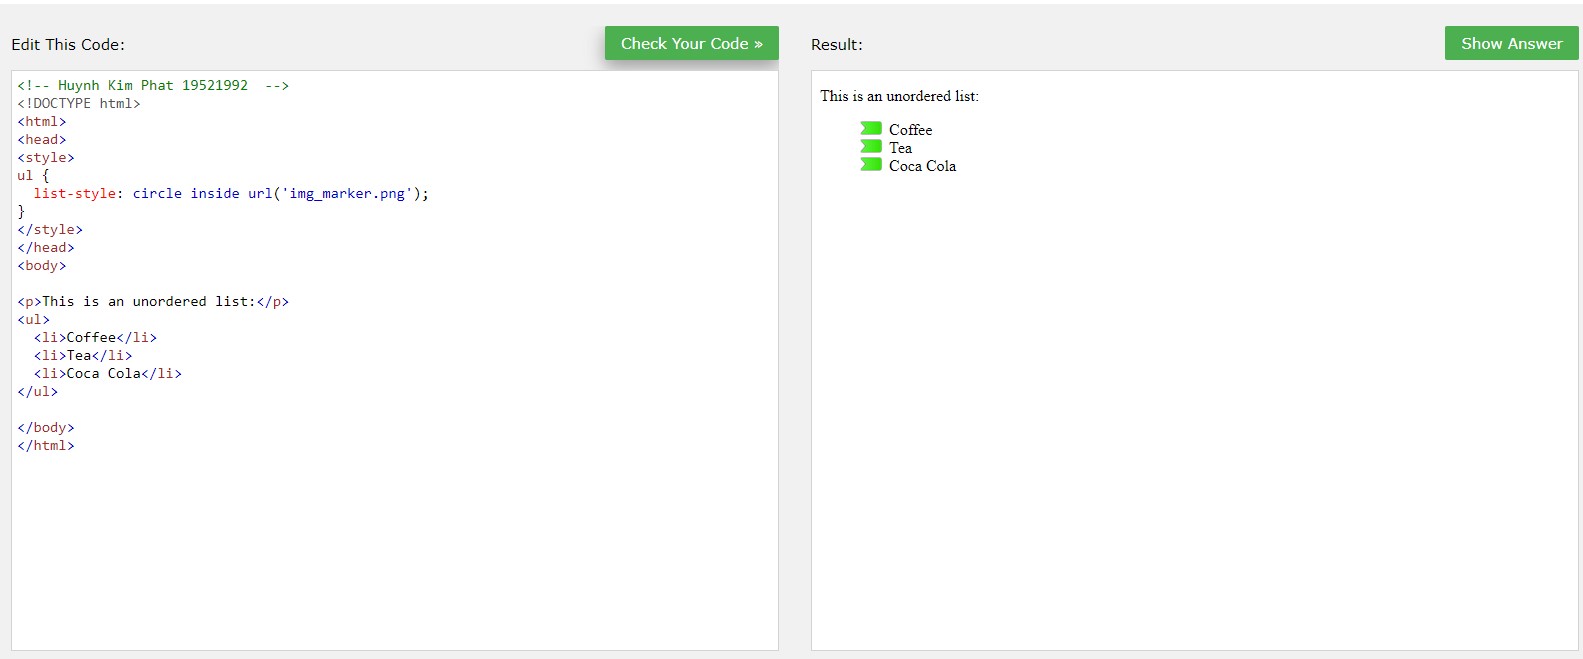 Edit This Code:
Check Your Code »
<!-- Huynh Kim Phat 19521992  -->
<!DOCTYPE html>
<html>
<head>
<style>
ul {
  list-style: circle inside url('img_marker.png');
}
</style>
</head>
<body>

<p>This is an unordered list:</p>
<ul>
  <li>Coffee</li>
  <li>Tea</li>
  <li>Coca Cola</li>
</ul>

</body>
</html>
Result:
Show Answer
This is an unordered list:
Coffee
Tea
Coca Cola